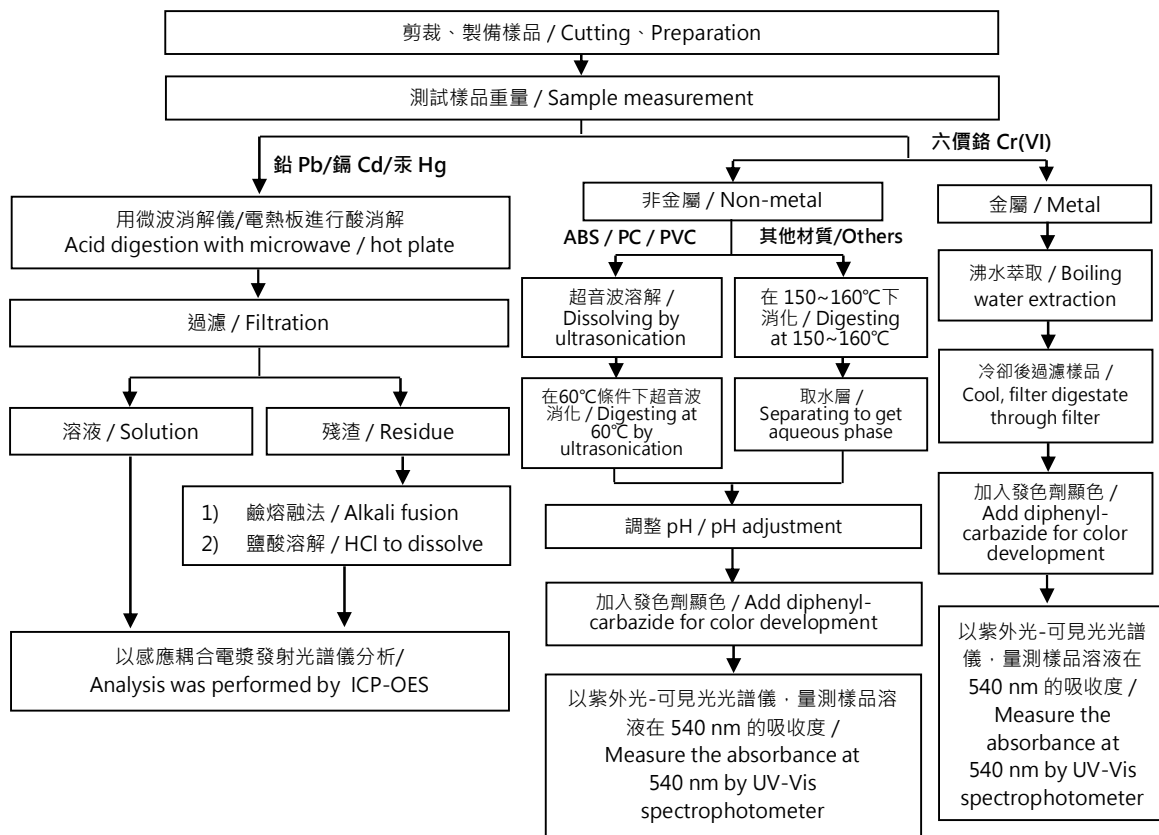 剪裁、製備樣品 / Cutting、Preparation
測試樣品重量 / Sample measurement
鉛 Pb/鎘 Cd/汞 Hg
六價鉻 Cr(VI)
用微波消解儀/電熱板進行酸消解
Acid digestion with microwave / hot plate
過濾 / Filtration
溶液 / Solution
殘渣 / Residue
1) 鹼熔融法 / Alkali fusion
2) 鹽酸溶解 / HCl to dissolve
以感應耦合電漿發射光譜儀分析/
Analysis was performed by ICP-OES
非金屬 / Non-metal
ABS / PC / PVC
其他材質/Others
超音波溶解 /
Dissolving by
ultrasonication
在60℃條件下超音波
消化 / Digesting at
60℃ by
ultrasonication
在 150~160℃下
消化 / Digesting
at 150~160℃
取水層 /
Separating to get
aqueous phase
調整 pH / pH adjustment
加入發色劑顯色 / Add diphenyl-
carbazide for color development
以紫外光-可見光光譜儀，量測樣品溶
液在 540 nm 的吸收度 /
Measure the absorbance at
540 nm by UV-Vis
spectrophotometer
金屬 / Metal
沸水萃取 / Boiling
water extraction
冷卻後過濾樣品 /
Cool, filter digestate
through filter
加入發色劑顯色 /
Add diphenyl-
carbazide for color
development
以紫外光-可見光光譜
儀，量測樣品溶液在
540 nm 的吸收度 /
Measure the
absorbance at
540 nm by UV-Vis
spectrophotometer